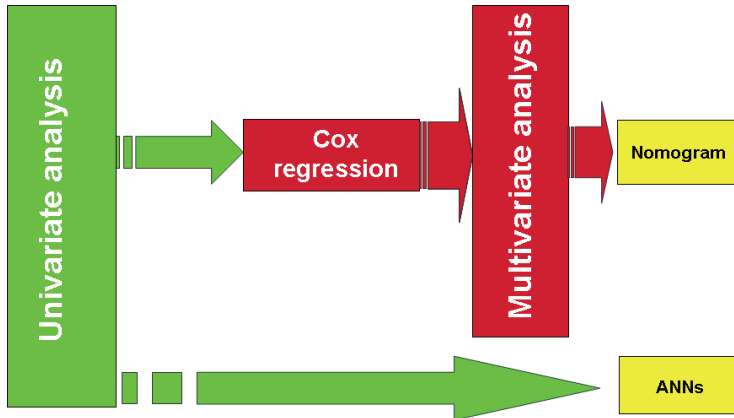 Univariate analysis
Cox
regression
Multivariate analysis
Nomogram
ANNs